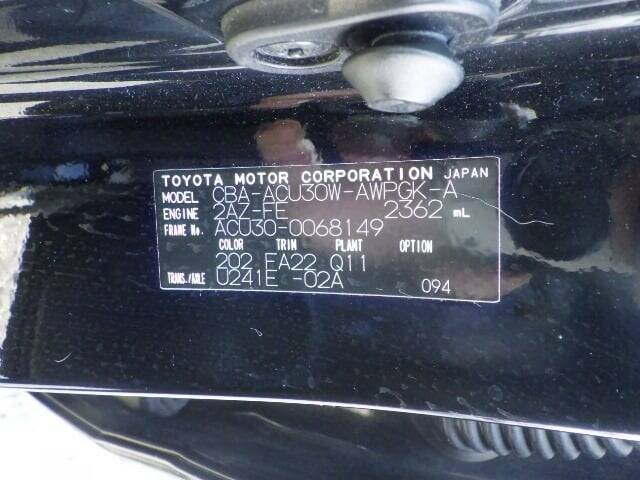 TOYOTA MOTOR CORPORATION JAPAN
MODEL CBA-ACU30W-AWPGK-A
ENGINE 2AZ-FE 2362 mL
FRAME No. ACU30-0068149
COLOR TRIM PLANT OPTION
202 FA22 Q11
TRANS./AXLE U241E -02A 094